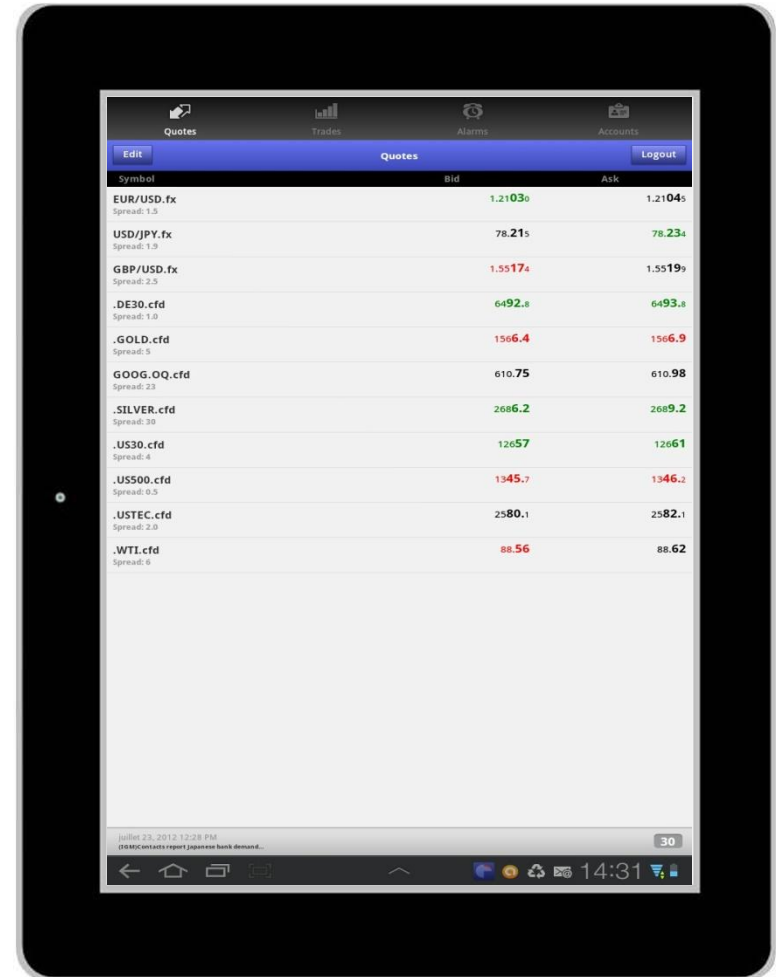 Quotes Trades Alarms Accounts
Edit Quotes Logout
Symbol Bid Ask
EUR/USD.fx 1.21030 1.21045
Spread: 1.5
USD/JPY.fx 78.215 78.234
Spread: 1.9
GBP/USD.fx 1.55174 1.55199
Spread: 2.5
.DE30.cfd 6492.8 6493.8
Spread: 1.0
.GOLD.cfd 1566.4 1566.9
Spread: 5
GOOG.OQ.cfd 610.75 610.98
Spread: 23
.SILVER.cfd 2686.2 2689.2
Spread: 30
.US30.cfd 12657 12661
Spread: 4
.US500.cfd 1345.7 1346.2
Spread: 0.5
.USTEC.cfd 2580.1 2582.1
Spread: 2.0
.WTI.cfd 88.56 88.62
Spread: 6
juillet 23, 2012 12:28 PM
(SGM)Contacts report Japanese bank demand... 30
14:31